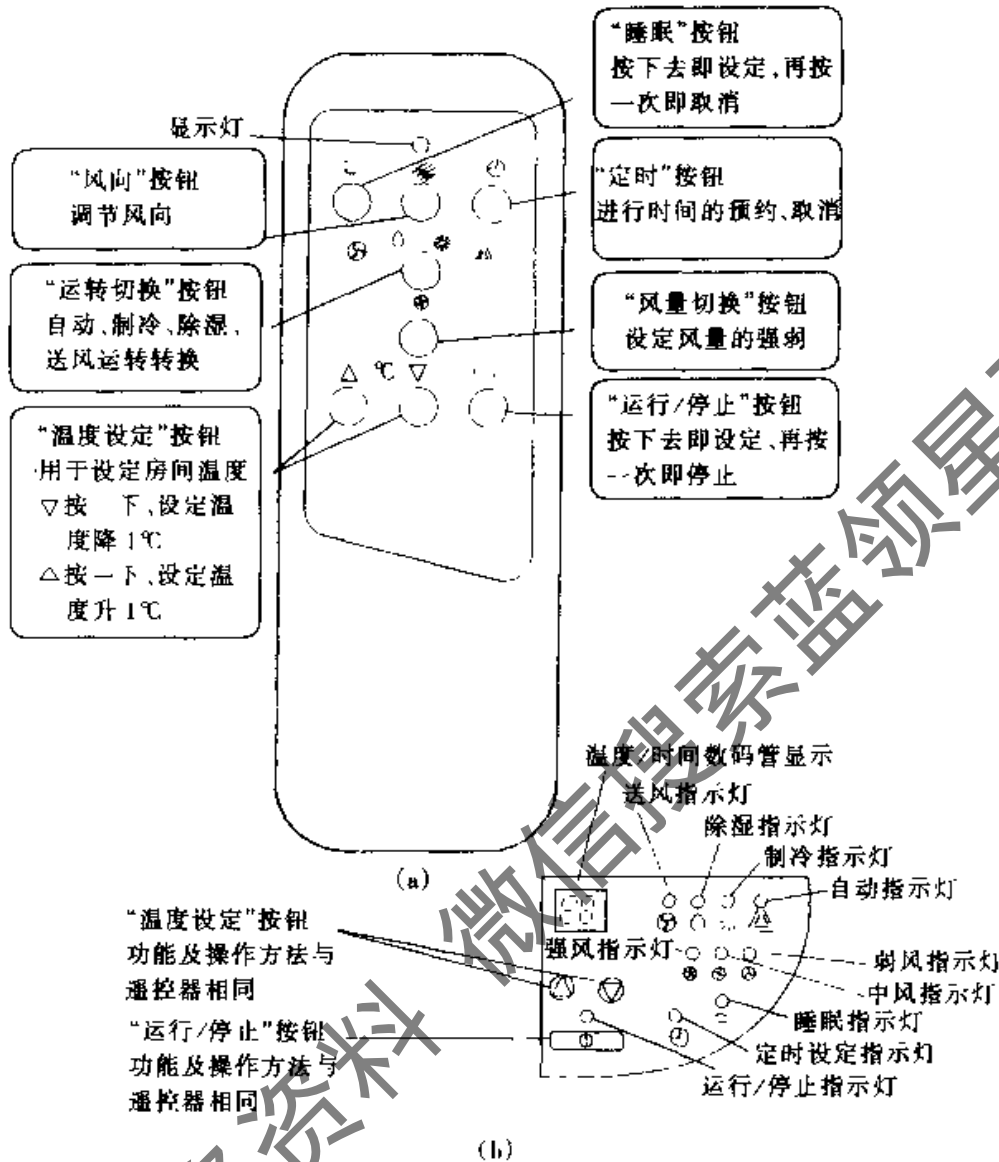 “睡眠”按钮
按下去即设定,再按
一次即取消
显示灯
“风向”按钮
调节风向
“定时”按钮
进行时间的预约、取消
“运转切换”按钮
自动、制冷、除湿、
送风运转转换
“风量切换”按钮
设定风量的强弱
△ ℃ ▽
“运行/停止”按钮
按下去即设定、再按
一次即停止
“温度设定”按钮
用于设定房间温度
▽按 下、设定温
度降 1℃
△按一下、设定温
度升 1℃
(a)
温度/时间数码管显示
送风指示灯
除湿指示灯
制冷指示灯
自动指示灯
“温度设定”按钮
功能及操作方法与
遥控器相同
强风指示灯
弱风指示灯
中风指示灯
睡眠指示灯
“运行/停止”按钮
功能及操作方法与
遥控器相同
定时设定指示灯
运行/停止指示灯
(b)
资料 微信搜索蓝领星